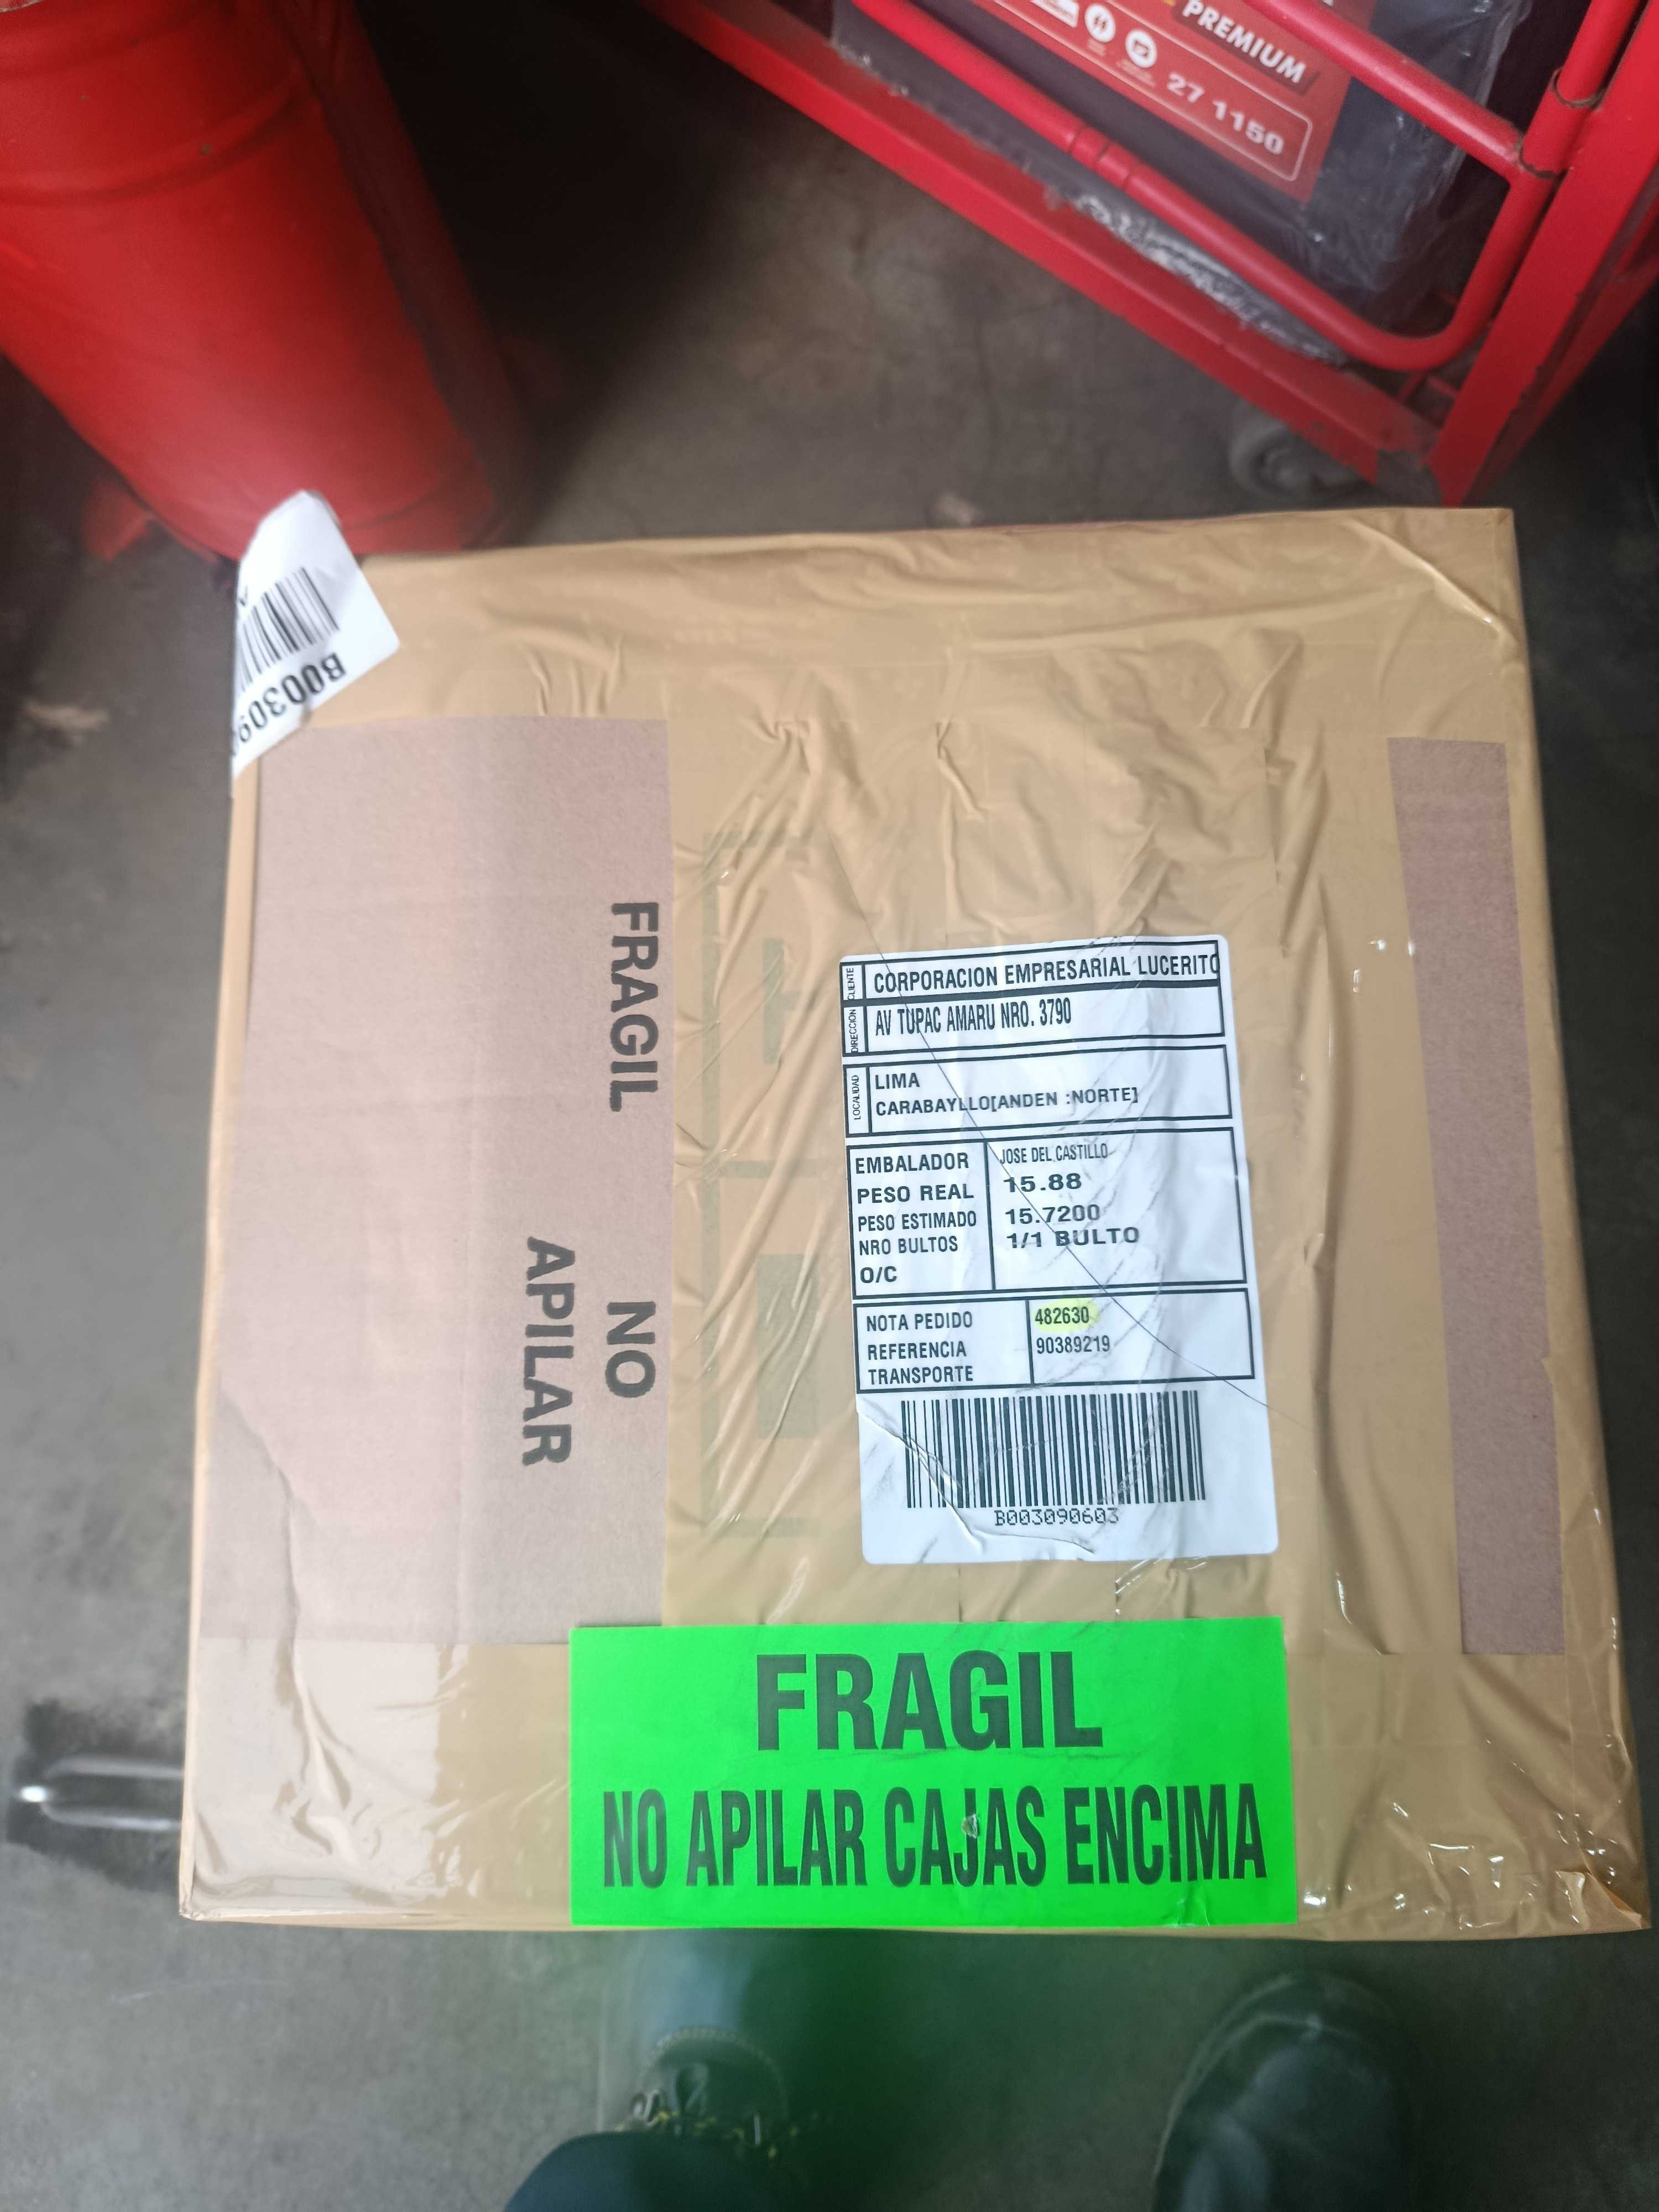 PREMIUM
27 1150
B00309
FRAGIL
NO
APILAR
CLIENTE
CORPORACION EMPRESARIAL LUCERITO
DIRECCION
AV TUPAC AMARU NRO. 3790
LOCALIDAD
LIMA
CARABAYLLO[ANDEN :NORTE]
EMBALADOR JOSE DEL CASTILLO
PESO REAL 15.88
PESO ESTIMADO 15.7200
NRO BULTOS 1/1 BULTO
O/C
NOTA PEDIDO 482630
REFERENCIA 90389219
TRANSPORTE
B003090603
FRAGIL
NO APILAR CAJAS ENCIMA